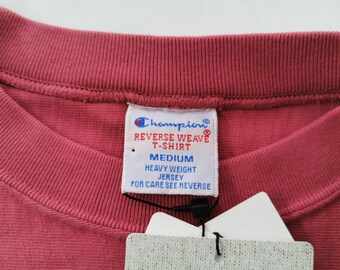 Champion®
REVERSE WEAVE®
T-SHIRT
MEDIUM
HEAVY WEIGHT
JERSEY
FOR CARE SEE REVERSE